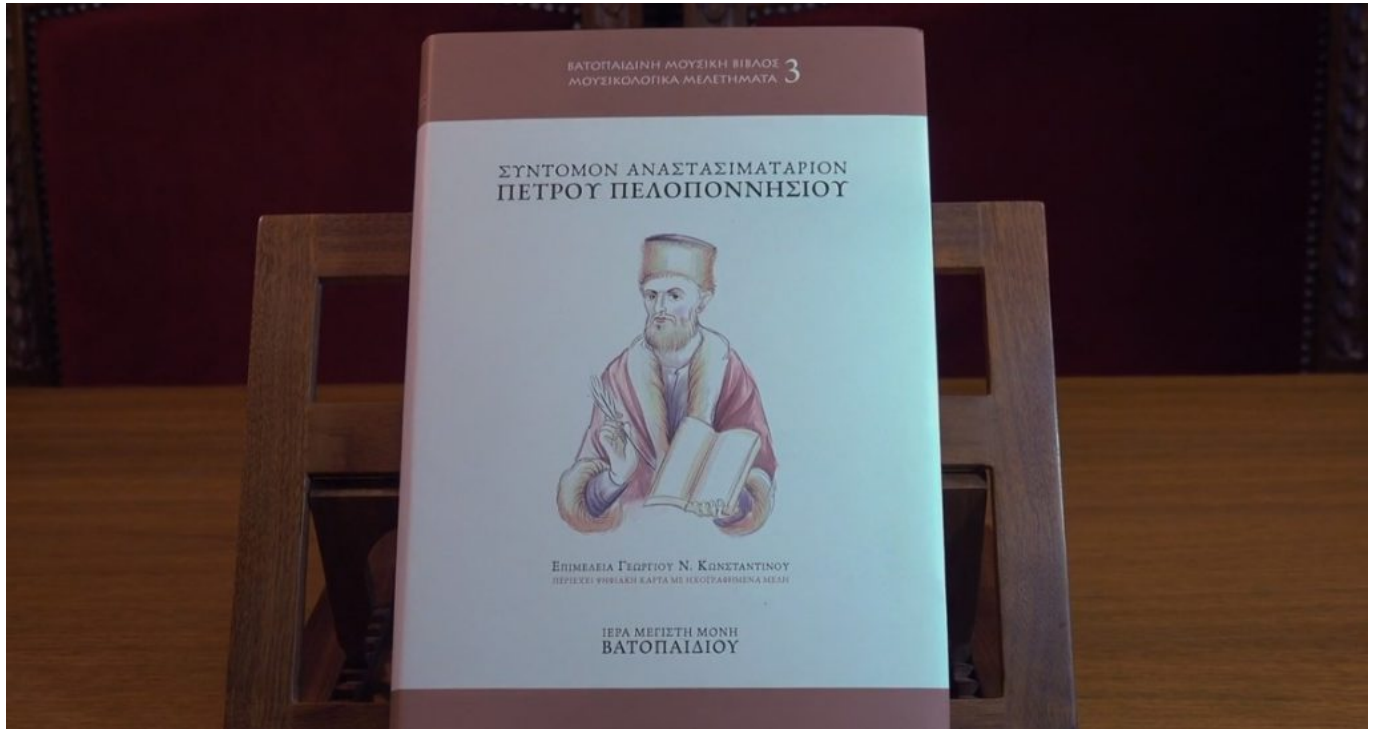 ΒΑΤΟΠΑΙΔΙΝΗ ΜΟΥΣΙΚΗ ΒΙΒΛΟΣ
ΜΟΥΣΙΚΟΛΟΓΙΚΑ ΜΕΛΕΤΗΜΑΤΑ 3
ΣΥΝΤΟΜΟΝ ΑΝΑΣΤΑΣΙΜΑΤΑΡΙΟΝ
ΠΕΤΡΟΥ ΠΕΛΟΠΟΝΝΗΣΙΟΥ
ΕΠΙΜΕΛΕΙΑ ΓΕΩΡΓΙΟΥ Ν. ΚΩΝΣΤΑΝΤΙΝΟΥ
ΠΕΡΙΕΧΕΙ ΨΗΦΙΑΚΗ ΚΑΡΤΑ ΜΕ ΗΧΟΓΡΑΦΗΜΕΝΑ ΜΕΛΗ
ΙΕΡΑ ΜΕΓΙΣΤΗ ΜΟΝΗ
ΒΑΤΟΠΑΙΔΙΟΥ